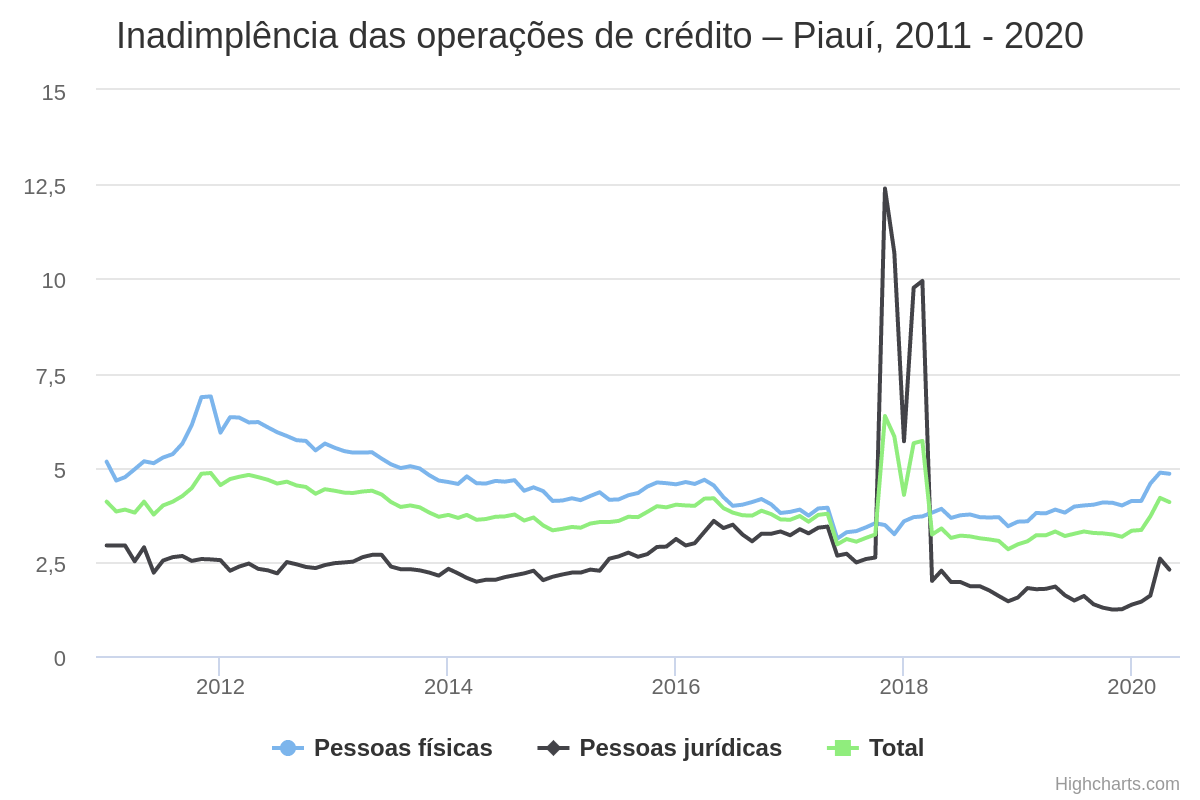 Inadimplência das operações de crédito – Piauí, 2011 - 2020
15
12,5
10
7,5
5
2,5
0
2012 2014 2016 2018 2020
Pessoas físicas Pessoas jurídicas Total
Highcharts.com